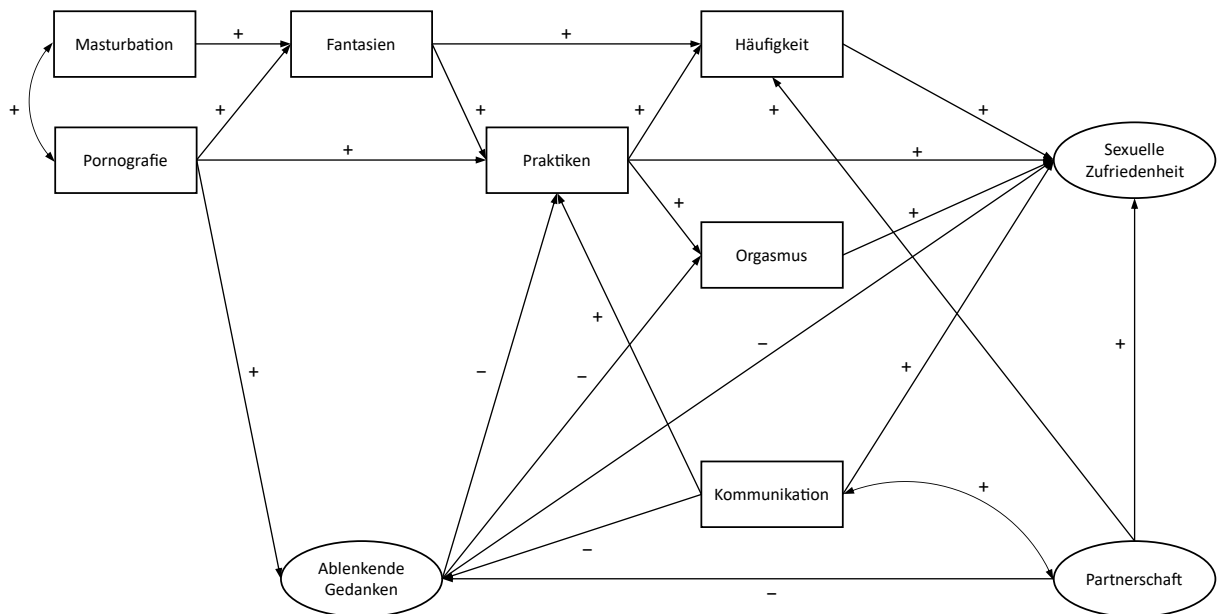 Masturbation
+
Fantasien
+
Häufigkeit
+
+
+
+
+
+
+
Pornografie
+
Praktiken
+
Sexuelle
Zufriedenheit
+
+
Orgasmus
+
+
–
+
+
–
–
+
Kommunikation
+
–
Ablenkende
Gedanken
–
Partnerschaft